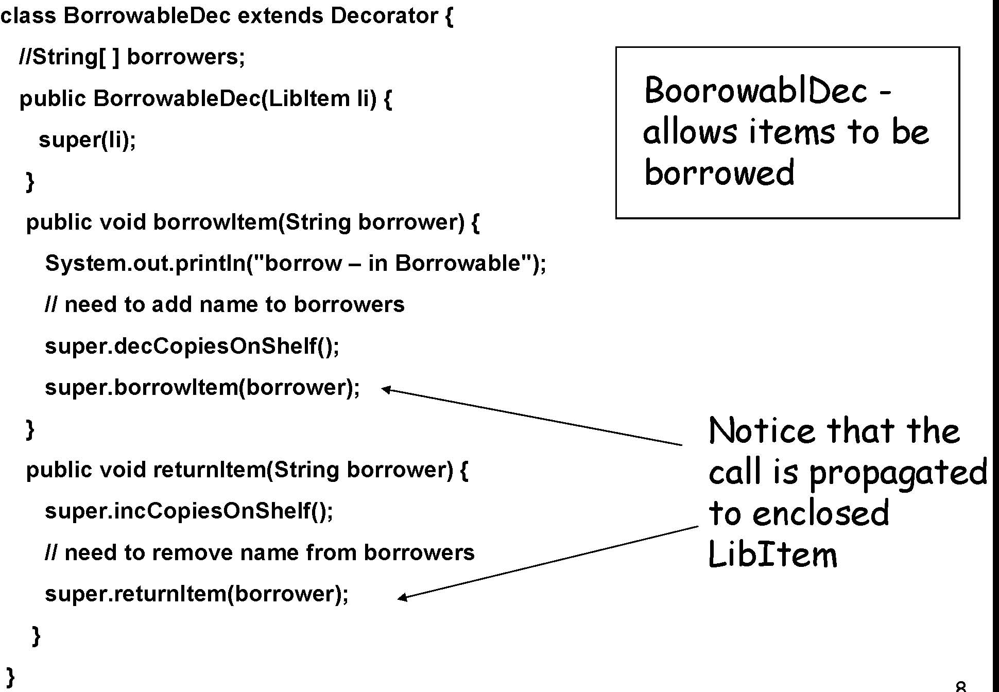 class BorrowableDec extends Decorator {
//String[ ] borrowers;
public BorrowableDec(LibItem li) {
super(li);
}
public void borrowItem(String borrower) {
System.out.println("borrow – in Borrowable");
// need to add name to borrowers
super.decCopiesOnShelf();
super.borrowItem(borrower);
}
public void returnItem(String borrower) {
super.incCopiesOnShelf();
// need to remove name from borrowers
super.returnItem(borrower);
}
}
BoorowablDec -
allows items to be
borrowed
Notice that the
call is propagated
to enclosed
LibItem
8